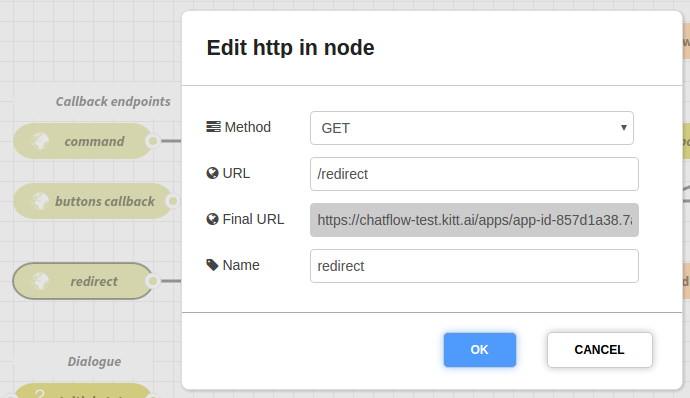 Edit http in node
Callback endpoints
command
buttons callback
redirect
Dialogue
Method
GET
URL
/redirect
Final URL
https://chatflow-test.kitt.ai/apps/app-id-857d1a38.7
Name
redirect
OK
CANCEL